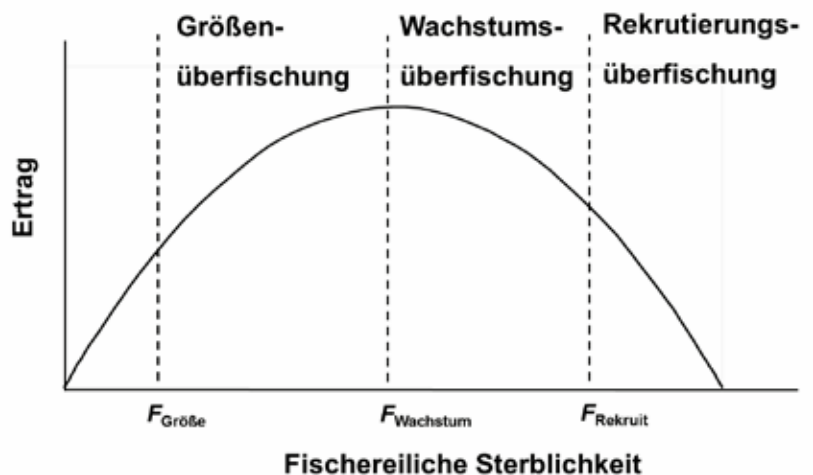 Größen-
überfischung
Wachstums-
überfischung
Rekrutierungs-
überfischung
Ertrag
FGröße
FWachstum
FRekruit
Fischereiliche Sterblichkeit